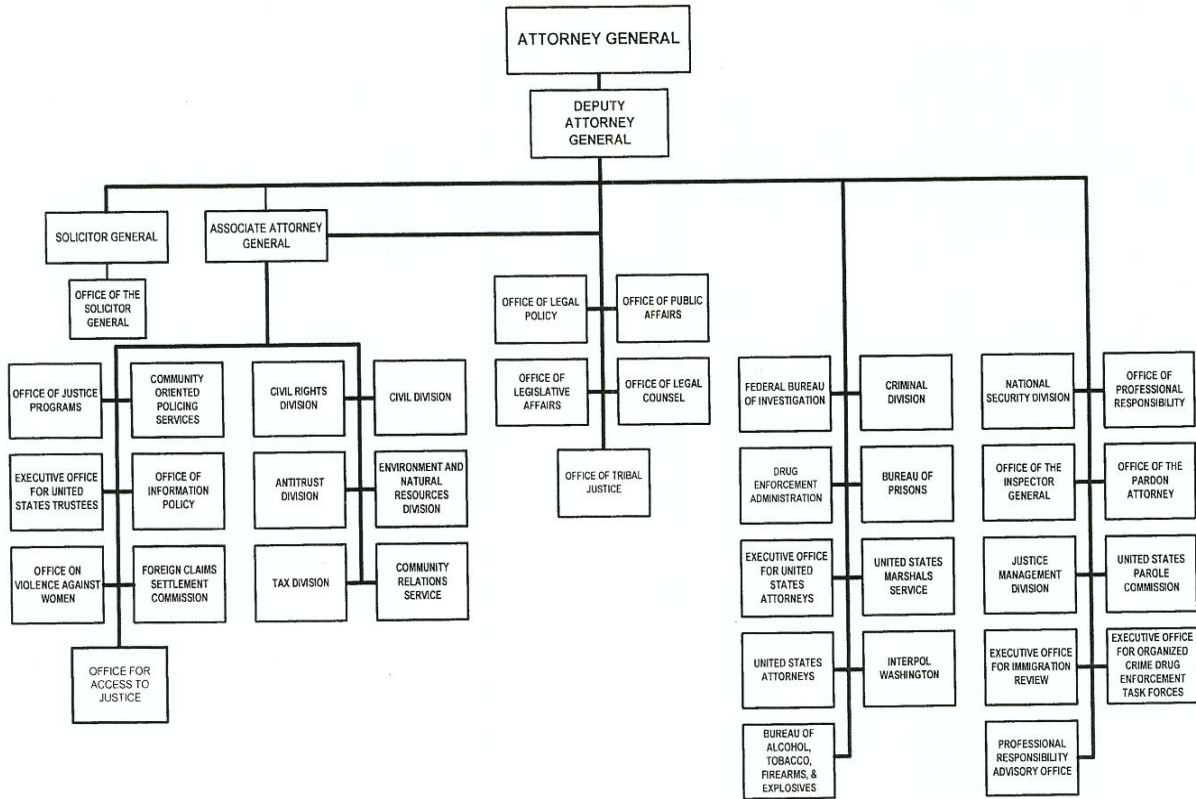 ATTORNEY GENERAL
DEPUTY
ATTORNEY
GENERAL
SOLICITOR GENERAL
ASSOCIATE ATTORNEY
GENERAL
OFFICE OF THE
SOLICITOR
GENERAL
OFFICE OF LEGAL
POLICY
OFFICE OF PUBLIC
AFFAIRS
OFFICE OF
LEGISLATIVE
AFFAIRS
OFFICE OF LEGAL
COUNSEL
OFFICE OF TRIBAL
JUSTICE
OFFICE OF JUSTICE
PROGRAMS
COMMUNITY
ORIENTED
POLICING
SERVICES
EXECUTIVE OFFICE
FOR UNITED
STATES TRUSTEES
OFFICE OF
INFORMATION
POLICY
OFFICE ON
VIOLENCE AGAINST
WOMEN
FOREIGN CLAIMS
SETTLEMENT
COMMISSION
OFFICE FOR
ACCESS TO
JUSTICE
CIVIL RIGHTS
DIVISION
CIVIL DIVISION
ANTITRUST
DIVISION
ENVIRONMENT AND
NATURAL
RESOURCES
DIVISION
TAX DIVISION
COMMUNITY
RELATIONS
SERVICE
FEDERAL BUREAU
OF INVESTIGATION
CRIMINAL
DIVISION
DRUG
ENFORCEMENT
ADMINISTRATION
BUREAU OF
PRISONS
EXECUTIVE OFFICE
FOR UNITED
STATES
ATTORNEYS
UNITED STATES
MARSHALS
SERVICE
UNITED STATES
ATTORNEYS
INTERPOL
WASHINGTON
BUREAU OF
ALCOHOL,
TOBACCO,
FIREARMS, &
EXPLOSIVES
NATIONAL
SECURITY DIVISION
OFFICE OF
PROFESSIONAL
RESPONSIBILITY
OFFICE OF THE
INSPECTOR
GENERAL
OFFICE OF THE
PARDON
ATTORNEY
JUSTICE
MANAGEMENT
DIVISION
UNITED STATES
PAROLE
COMMISSION
EXECUTIVE OFFICE
FOR IMMIGRATION
REVIEW
EXECUTIVE OFFICE
FOR ORGANIZED
CRIME DRUG
ENFORCEMENT
TASK FORCES
PROFESSIONAL
RESPONSIBILITY
ADVISORY OFFICE